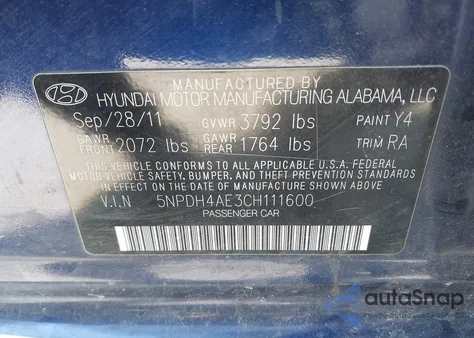 MANUFACTURED BY
HYUNDAI MOTOR MANUFACTURING ALABAMA, LLC
Sep/28/11 GVWR 3792 lbs PAINT Y4
GAWR FRONT 2072 lbs GAWR REAR 1764 lbs TRIM RA
THIS VEHICLE CONFORMS TO ALL APPLICABLE U.S.A. FEDERAL
MOTOR VEHICLE SAFETY, BUMPER, AND THEFT PREVENTION
STANDARDS IN EFFECT ON THE DATE OF MANUFACTURE SHOWN ABOVE.
V.I.N 5NPDH4AE3CH111600
PASSENGER CAR
autoSnap